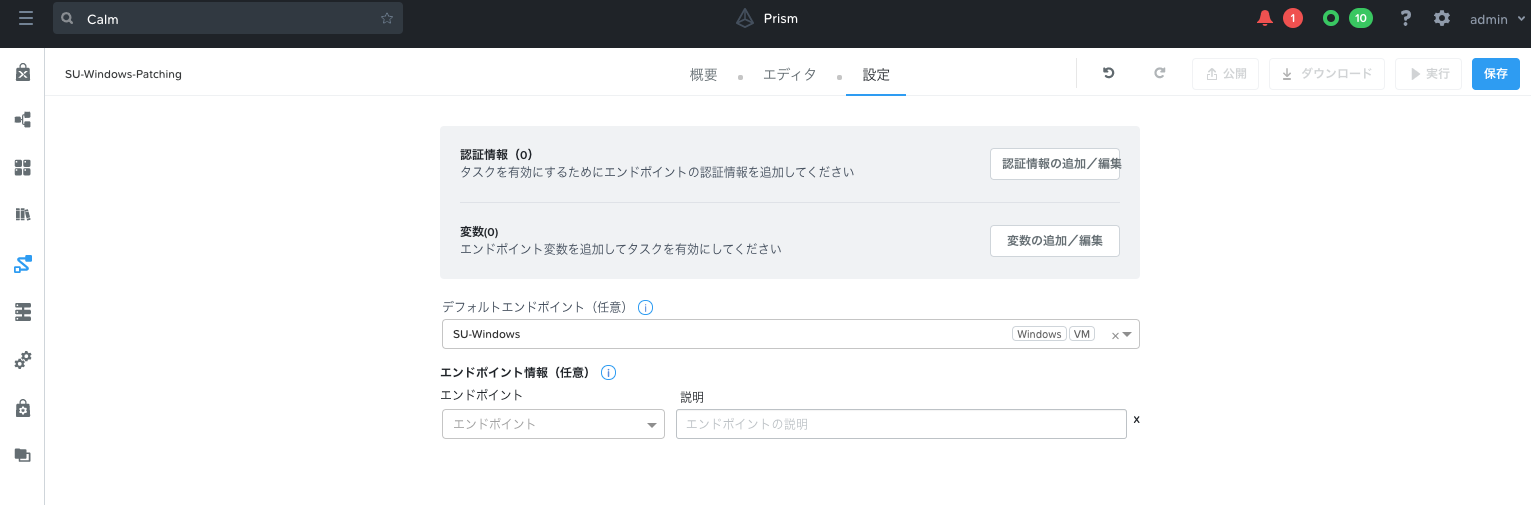 Calm
Prism
1
10
?
admin
SU-Windows-Patching
概要
エディタ
設定
公開
ダウンロード
実行
保存
認証情報（0）
タスクを有効にするためにエンドポイントの認証情報を追加してください
認証情報の追加／編集
変数(0)
エンドポイント変数を追加してタスクを有効にしてください
変数の追加／編集
デフォルトエンドポイント（任意） i
SU-Windows Windows VM ×
エンドポイント情報（任意） i
エンドポイント 説明
エンドポイント エンドポイントの説明 x